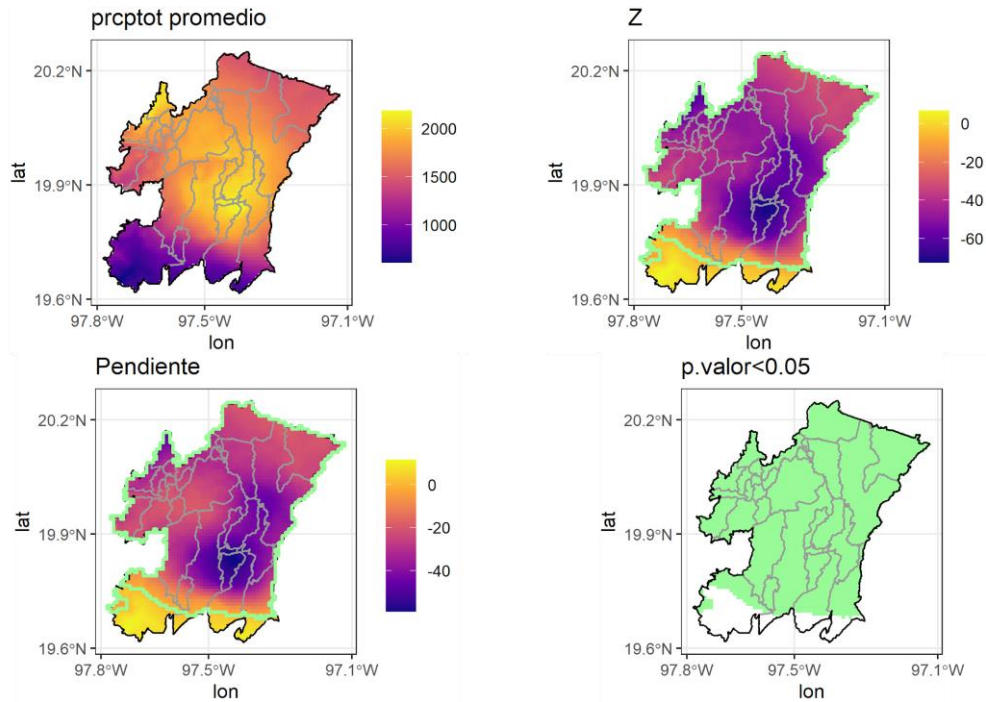 prcptot promedio
20.2°N
19.9°N
19.6°N
lat
97.8°W 97.5°W 97.1°W
lon
2000
1500
1000
Z
20.2°N
19.9°N
19.6°N
lat
97.8°W 97.5°W 97.1°W
lon
0
-20
-40
-60
Pendiente
20.2°N
19.9°N
19.6°N
lat
97.8°W 97.5°W 97.1°W
lon
0
-20
-40
p.valor<0.05
20.2°N
19.9°N
19.6°N
lat
97.8°W 97.5°W 97.1°W
lon